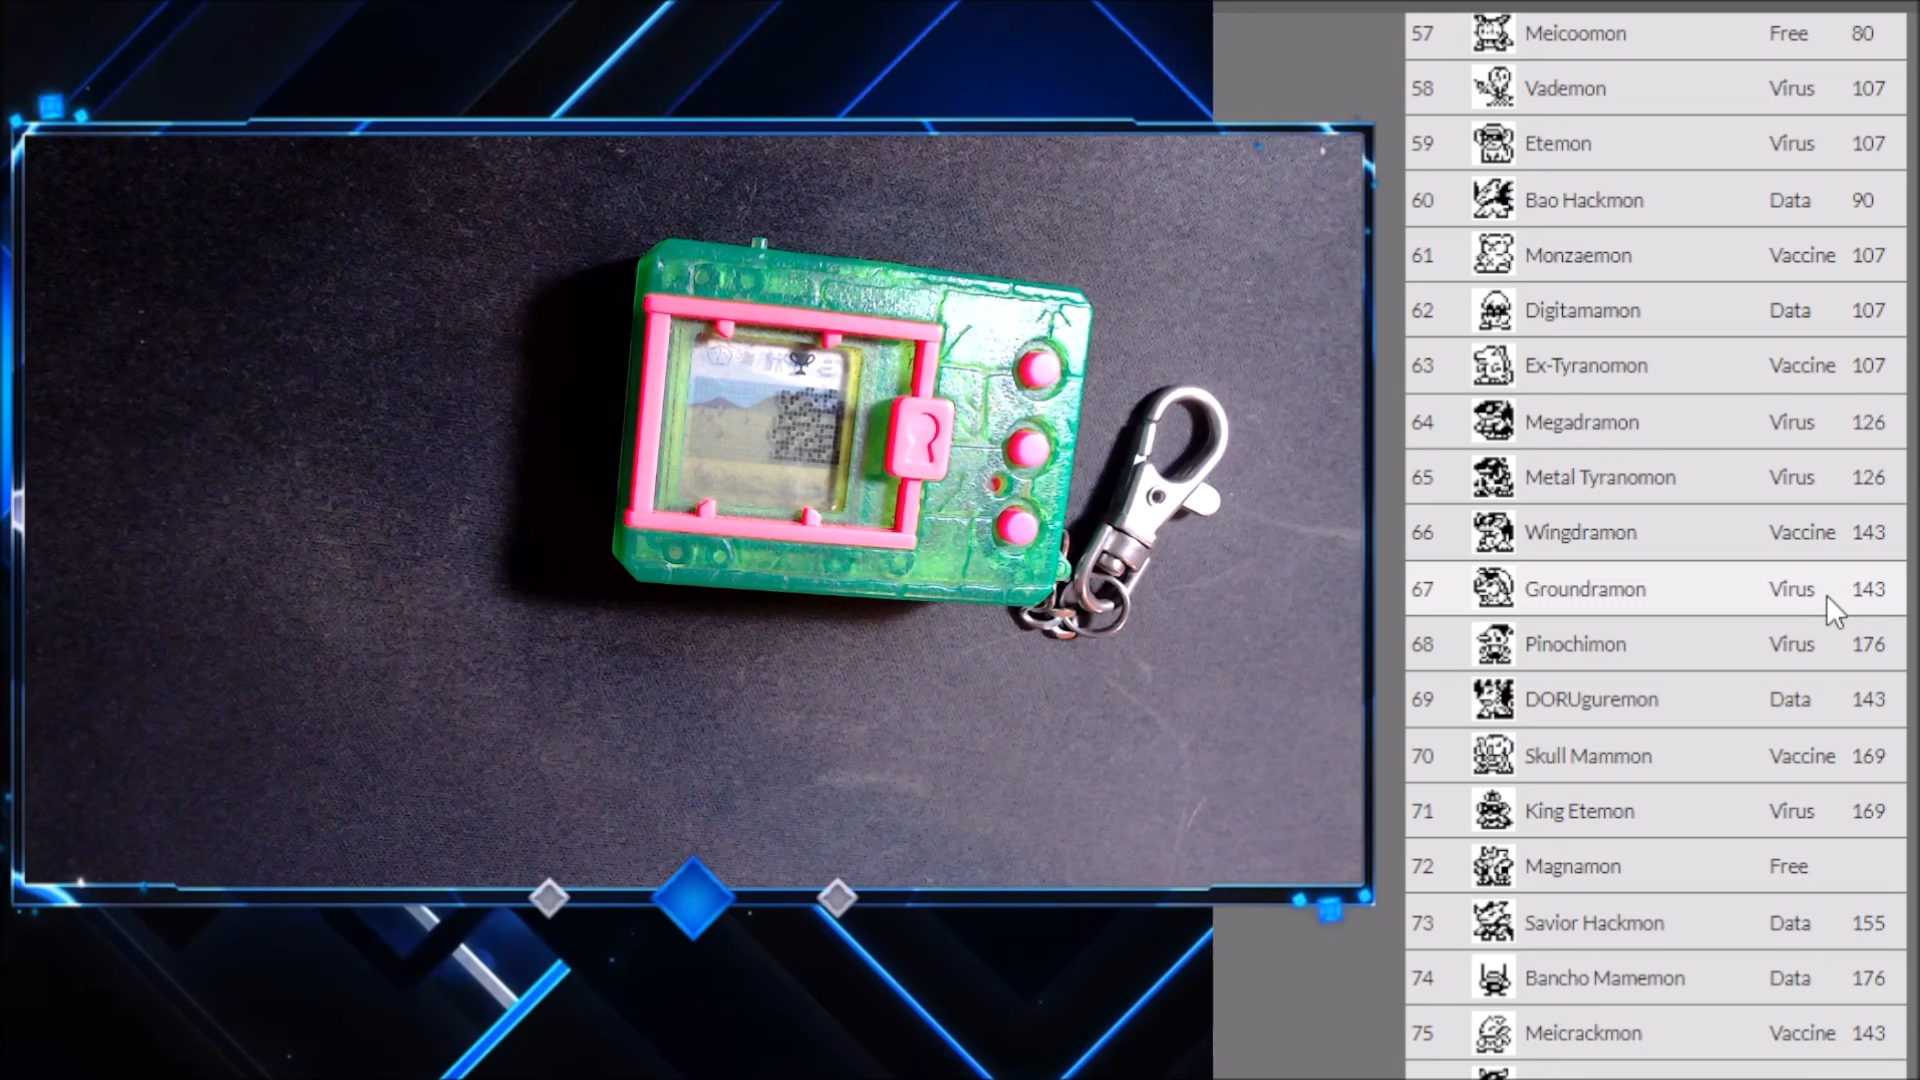 57 Meicoomon Free 80
58 Vademon Virus 107
59 Etemon Virus 107
60 Bao Hackmon Data 90
61 Monzaemon Vaccine 107
62 Digitamamon Data 107
63 Ex-Tyranomon Vaccine 107
64 Megadramon Virus 126
65 Metal Tyranomon Virus 126
66 Wingdramon Vaccine 143
67 Groundramon Virus 143
68 Pinochimon Virus 176
69 DORUguremon Data 143
70 Skull Mammon Vaccine 169
71 King Etemon Virus 169
72 Magnamon Free
73 Savior Hackmon Data 155
74 Bancho Mamemon Data 176
75 Meicrackmon Vaccine 143